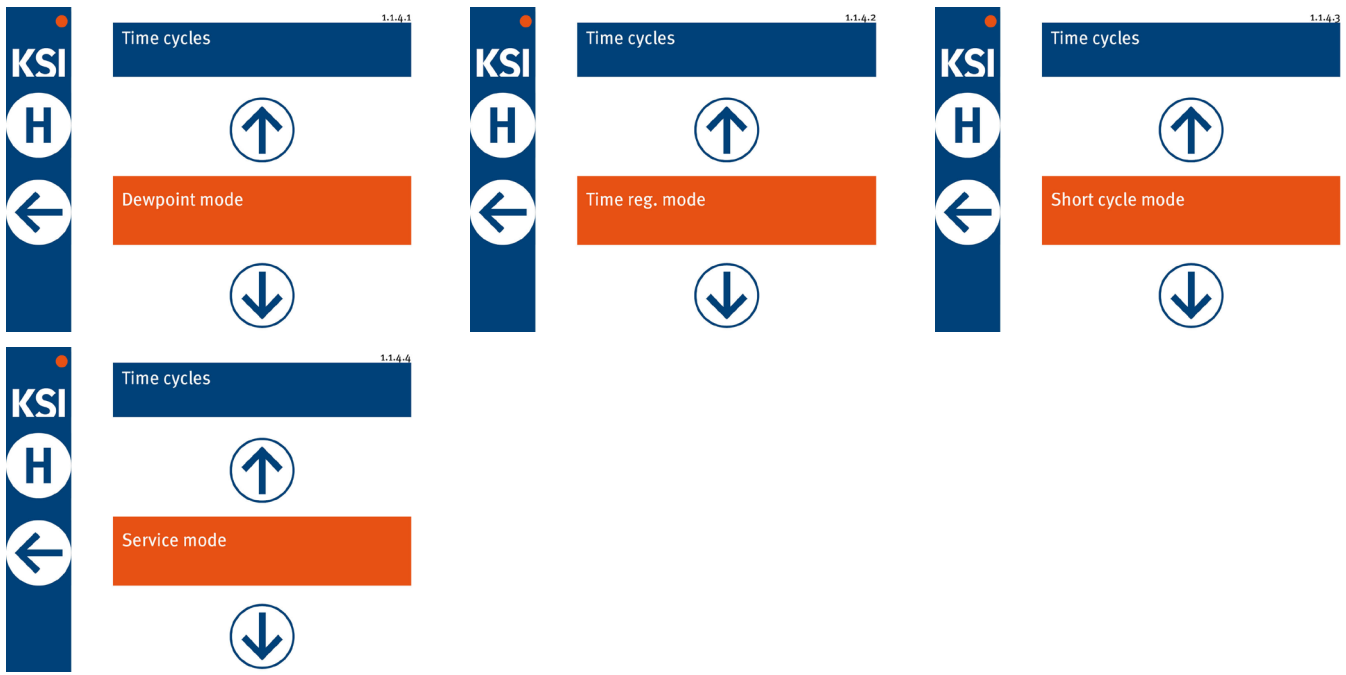 1.1.4.1
KSI
Time cycles
H
Dewpoint mode
1.1.4.2
KSI
Time cycles
H
Time reg. mode
1.1.4.3
KSI
Time cycles
H
Short cycle mode
1.1.4.4
KSI
Time cycles
H
Service mode